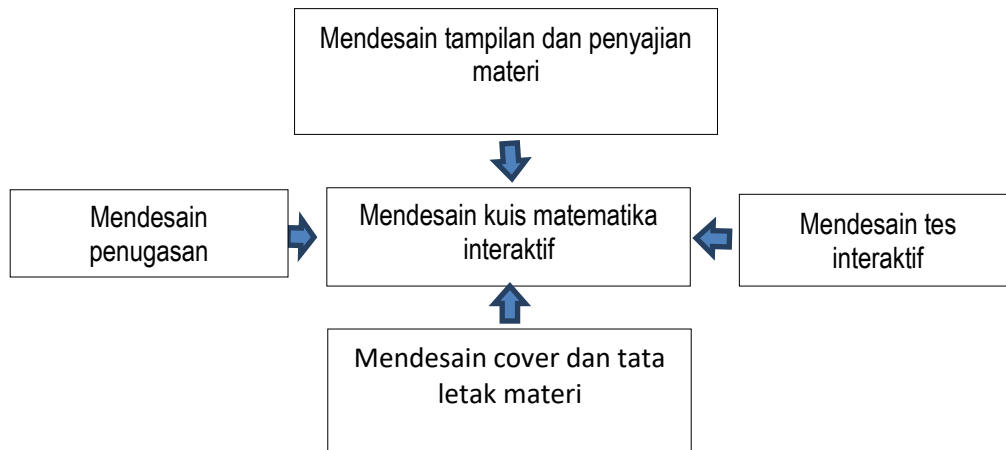 Mendesain tampilan dan penyajian
materi
Mendesain
penugasan
Mendesain kuis matematika
interaktif
Mendesain tes
interaktif
Mendesain cover dan tata
letak materi